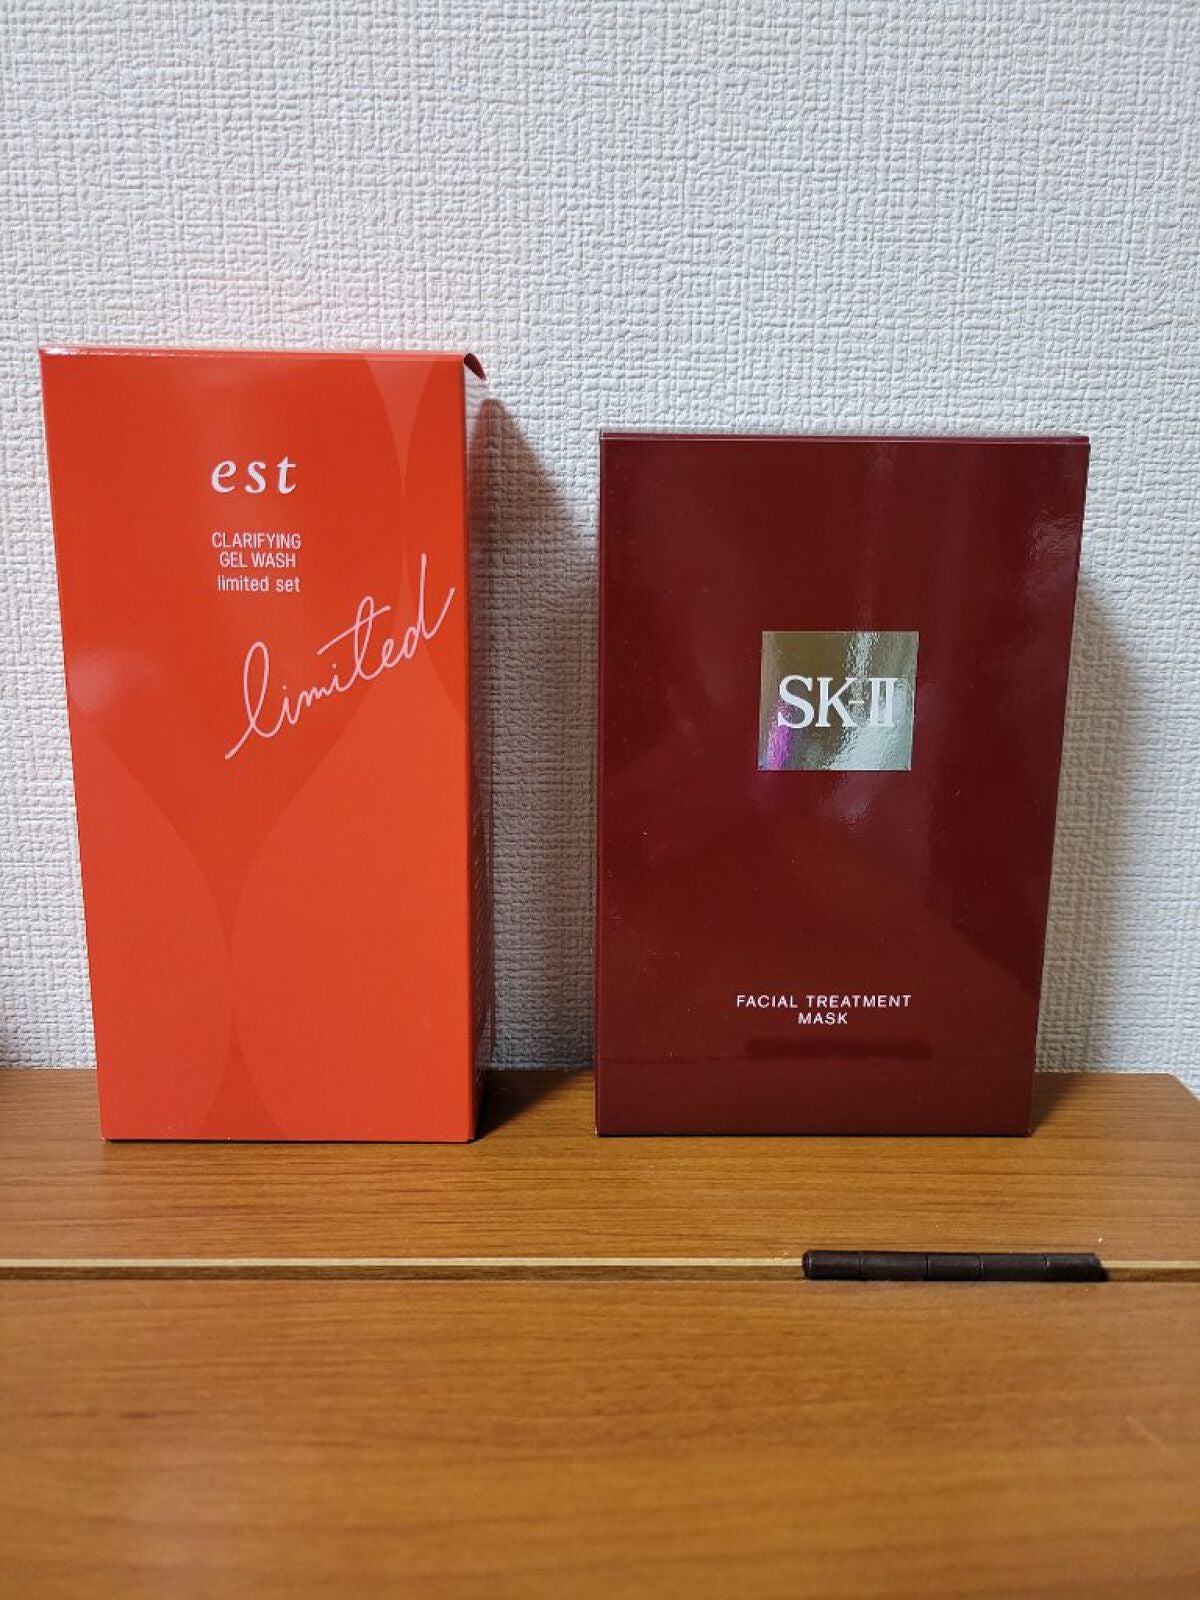 est
CLARIFYING
GEL WASH
limited set
limited
SK-II
FACIAL TREATMENT
MASK